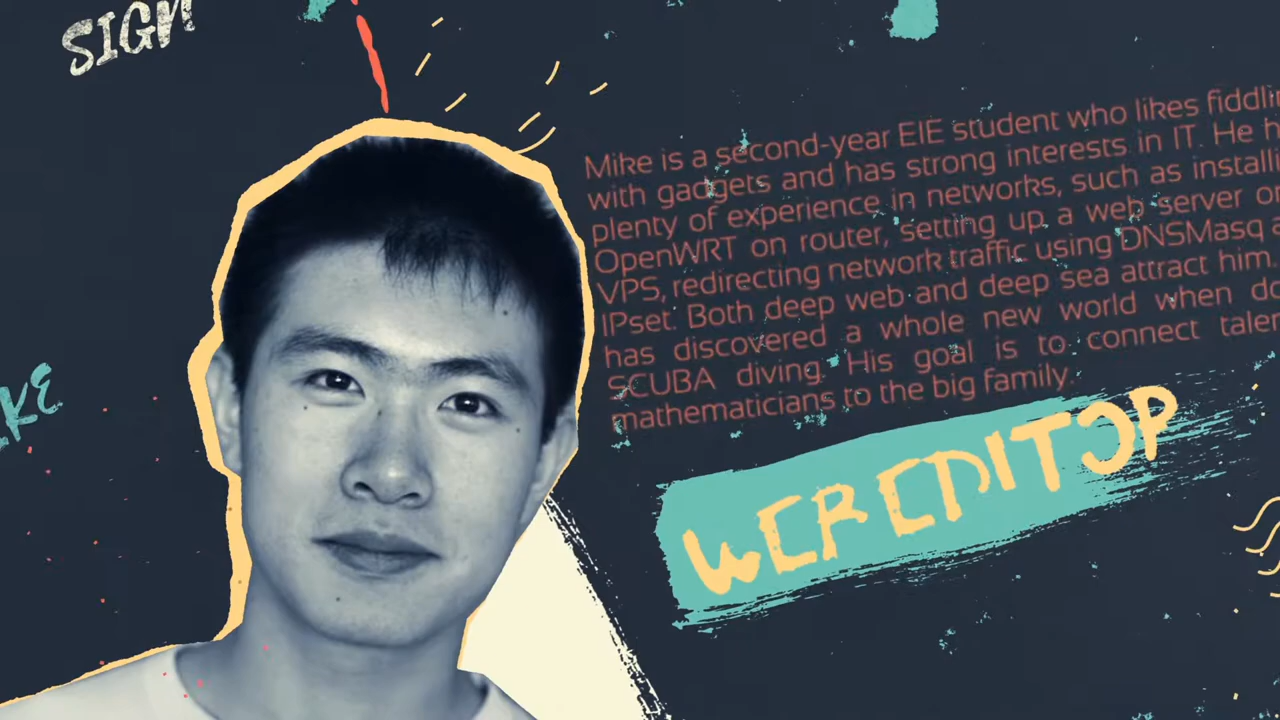 SIGN
Mike is a second-year EIE student who likes fiddli
with gadgets and has strong interests in IT. He h
plenty of experience in networks, such as installi
OpenWRT on router, setting up a web server o
VPS, redirecting network traffic using DNSMasq a
IPset. Both deep web and deep sea attract him.
has discovered a whole new world when do
SCUBA diving. His goal is to connect talen
mathematicians to the big family.
KE
WEB EDITOR